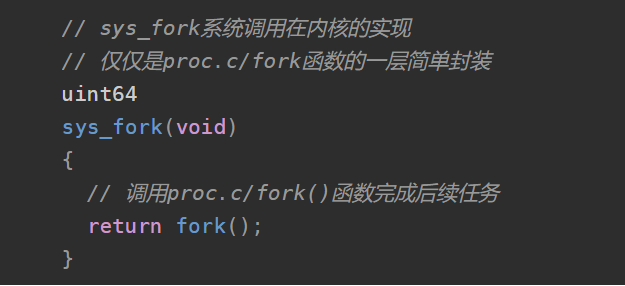 // sys_fork系统调用在内核的实现
// 仅仅是proc.c/fork函数的一层简单封装
uint64
sys_fork(void)
{
  // 调用proc.c/fork()函数完成后续任务
  return fork();
}